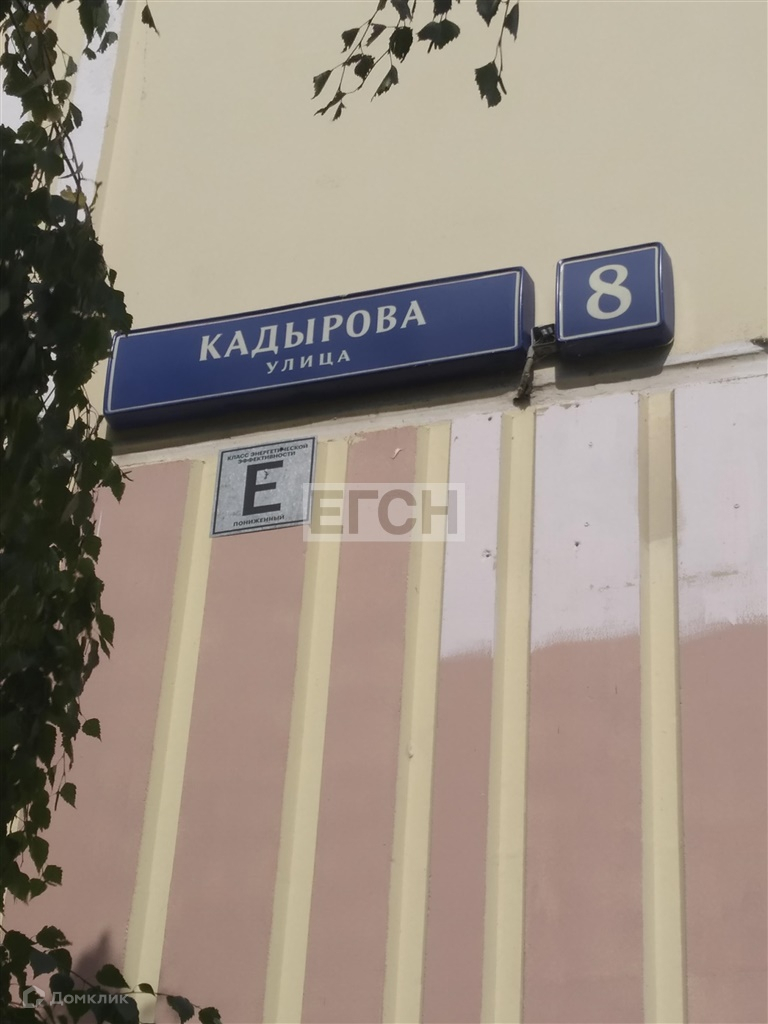 КАДЫРОВА
УЛИЦА
8
КЛАСС ЭНЕРГЕТИЧЕСКОЙ
ЭФФЕКТИВНОСТИ
E
ПОНИЖЕННЫЙ
ЕГСН
Домклик